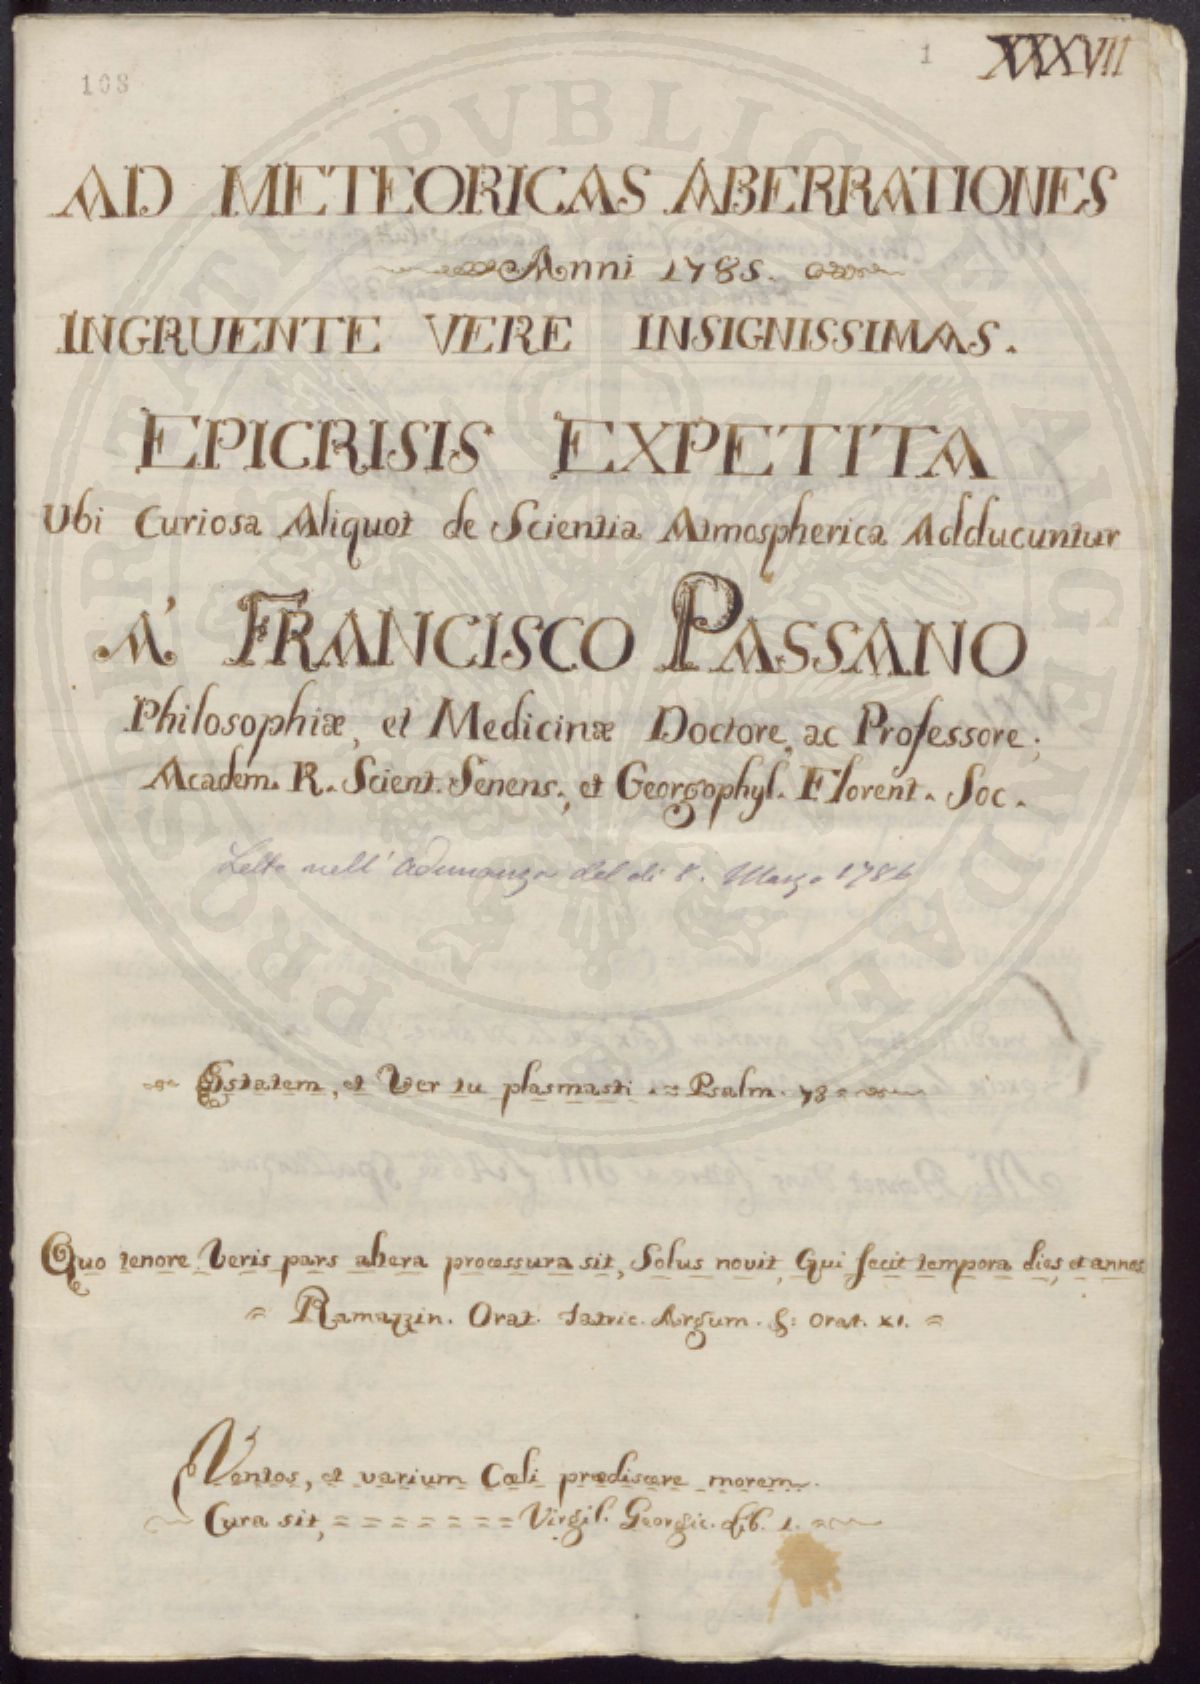 108
1
XXXVII
AD METEORICAS ABERRATIONES
Anni 1785.
INGRUENTE VERE INSIGNISSIMAS.
EPICRISIS EXPETITA
Ubi Curiosa Aliquot de Scientia Atmospherica Adducuntur
A' FRANCISCO PASSANO
Philosophiæ, et Medicinæ Doctore, ac Professore;
Academ. R. Scient. Senens., et Georgophyl. Florent. Soc.
Letta nell' Adunanza del dì 8. Marzo 1786
Estatem, et Ver tu plasmasti. = Psalm. 73 =
Quo tenore Veris pars altera processura sit, Solus novit, Qui fecit tempora dies, et annos
= Ramazzin. Orat. Iatric. Argum. §: Orat. XI. =
Ventos, et varium Cœli prædiscere morem.
Cura sit, = = = = = = = = Virgil. Georgic. Lib. 1. =
PROSPERITATI PVBLICAE AVGENDAE